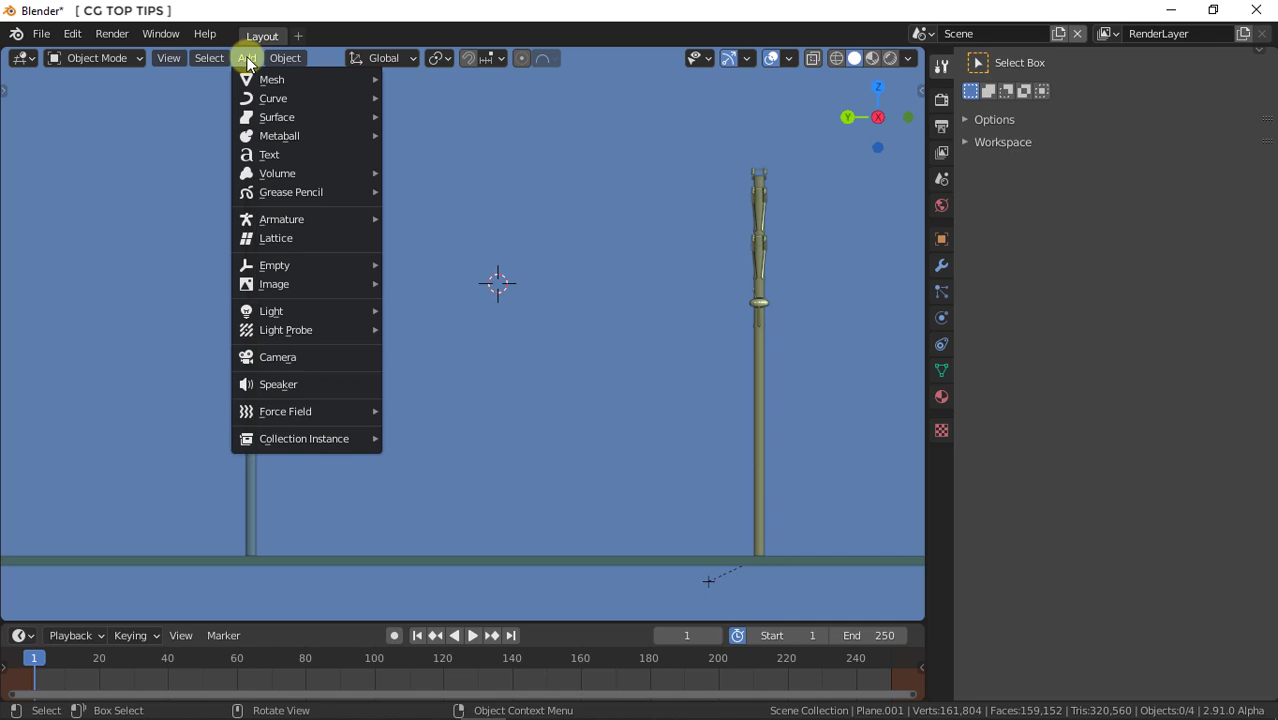 Blender* [ CG TOP TIPS ]
File Edit Render Window Help Layout + Scene RenderLayer
Object Mode View Select Add Object Global Select Box
Z
Y X
Mesh
Curve
Surface
Metaball
Text
Volume
Grease Pencil
Armature
Lattice
Empty
Image
Light
Light Probe
Camera
Speaker
Force Field
Collection Instance
Options
Workspace
Playback Keying View Marker 1 Start 1 End 250
1 20 40 60 80 100 120 140 160 180 200 220 240
Select Box Select Rotate View Object Context Menu Scene Collection | Plane.001 | Verts:161,804 | Faces:159,152 | Tris:320,560 | Objects:0/4 | 2.91.0 Alpha